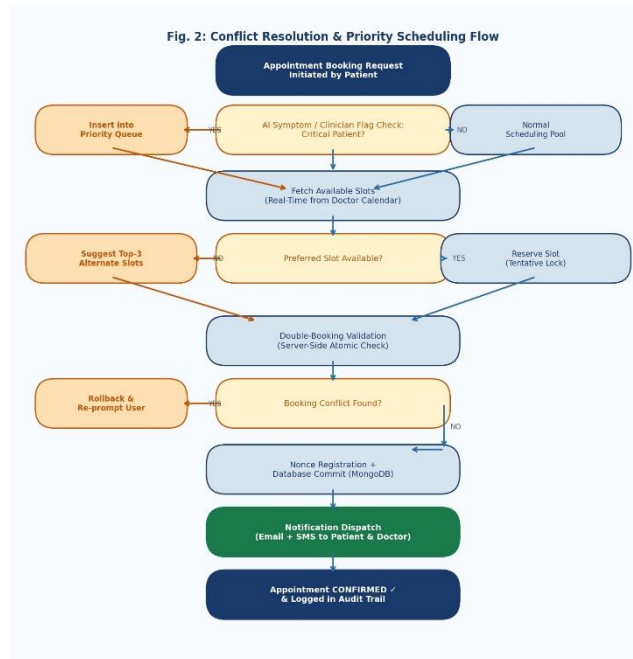 Fig. 2: Conflict Resolution & Priority Scheduling Flow
Appointment Booking Request
Initiated by Patient
Insert into
Priority Queue
YES
AI Symptom / Clinician Flag Check:
Critical Patient?
NO
Normal
Scheduling Pool
Fetch Available Slots
(Real-Time from Doctor Calendar)
Suggest Top-3
Alternate Slots
NO
Preferred Slot Available?
YES
Reserve Slot
(Tentative Lock)
Double-Booking Validation
(Server-Side Atomic Check)
Rollback &
Re-prompt User
YES
Booking Conflict Found?
NO
Nonce Registration +
Database Commit (MongoDB)
Notification Dispatch
(Email + SMS to Patient & Doctor)
Appointment CONFIRMED ✓
& Logged in Audit Trail